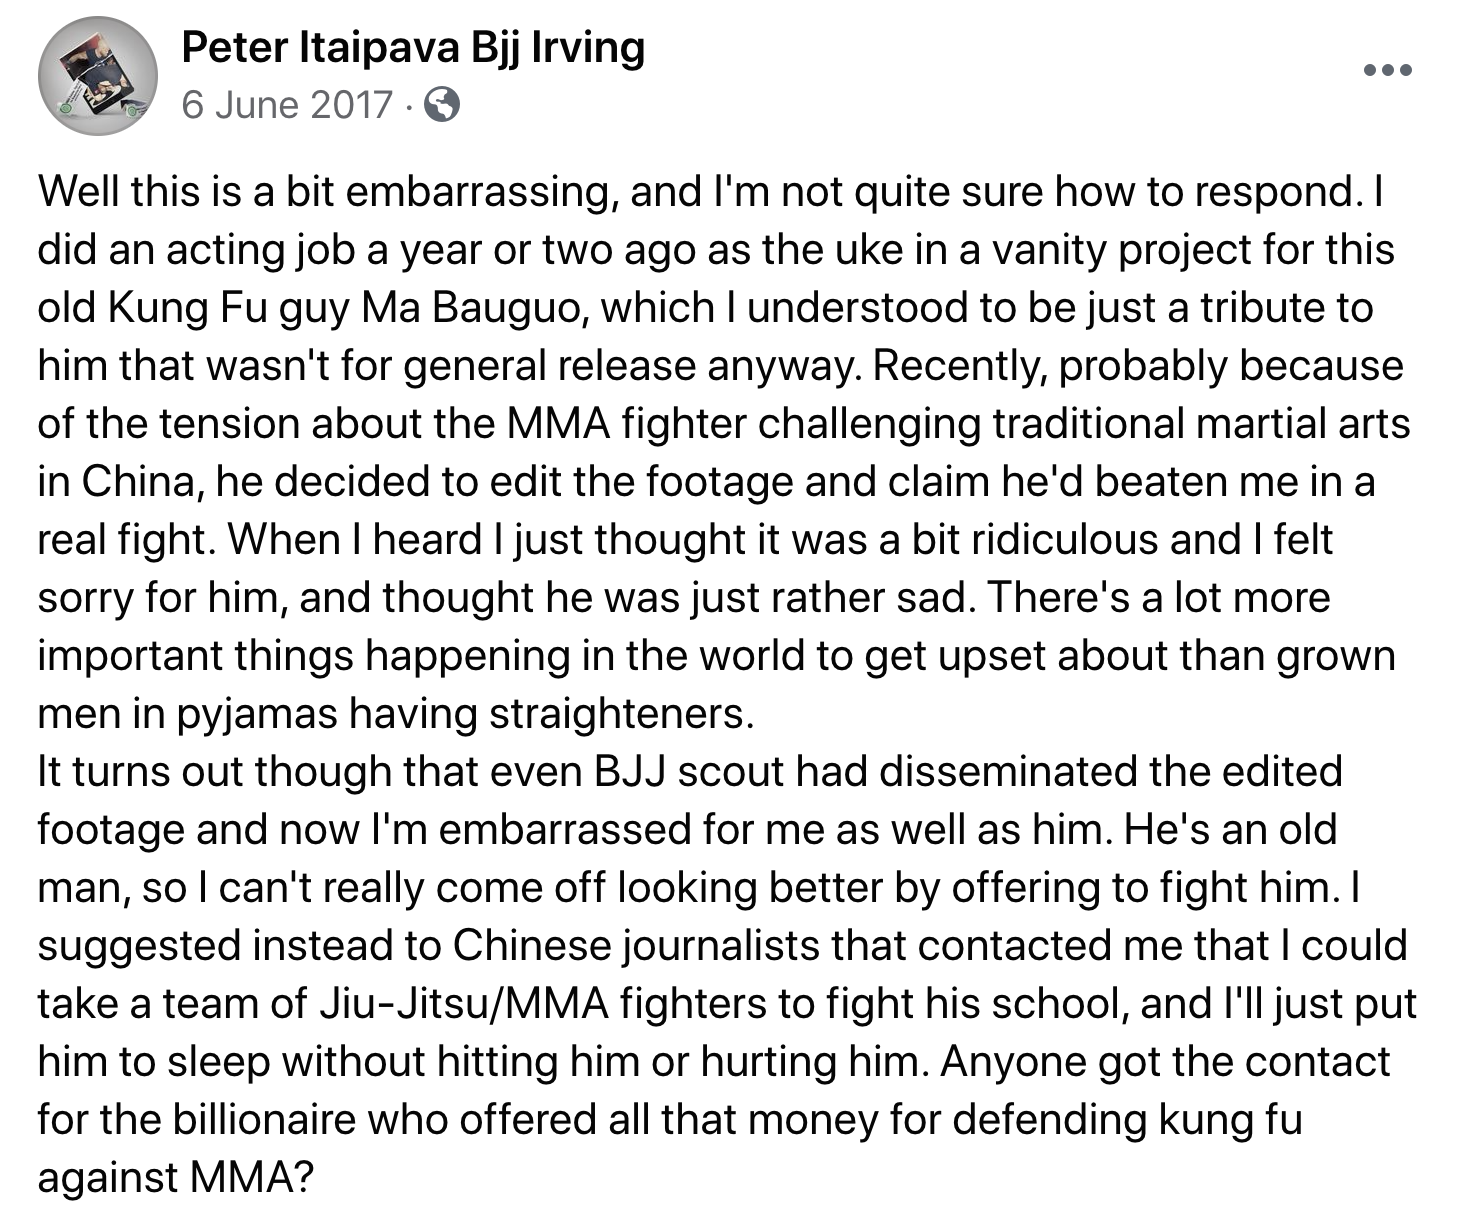 Peter Itaipava Bjj Irving
6 June 2017 ·
Well this is a bit embarrassing, and I'm not quite sure how to respond. I
did an acting job a year or two ago as the uke in a vanity project for this
old Kung Fu guy Ma Bauguo, which I understood to be just a tribute to
him that wasn't for general release anyway. Recently, probably because
of the tension about the MMA fighter challenging traditional martial arts
in China, he decided to edit the footage and claim he'd beaten me in a
real fight. When I heard I just thought it was a bit ridiculous and I felt
sorry for him, and thought he was just rather sad. There's a lot more
important things happening in the world to get upset about than grown
men in pyjamas having straighteners.
It turns out though that even BJJ scout had disseminated the edited
footage and now I'm embarrassed for me as well as him. He's an old
man, so I can't really come off looking better by offering to fight him. I
suggested instead to Chinese journalists that contacted me that I could
take a team of Jiu-Jitsu/MMA fighters to fight his school, and I'll just put
him to sleep without hitting him or hurting him. Anyone got the contact
for the billionaire who offered all that money for defending kung fu
against MMA?